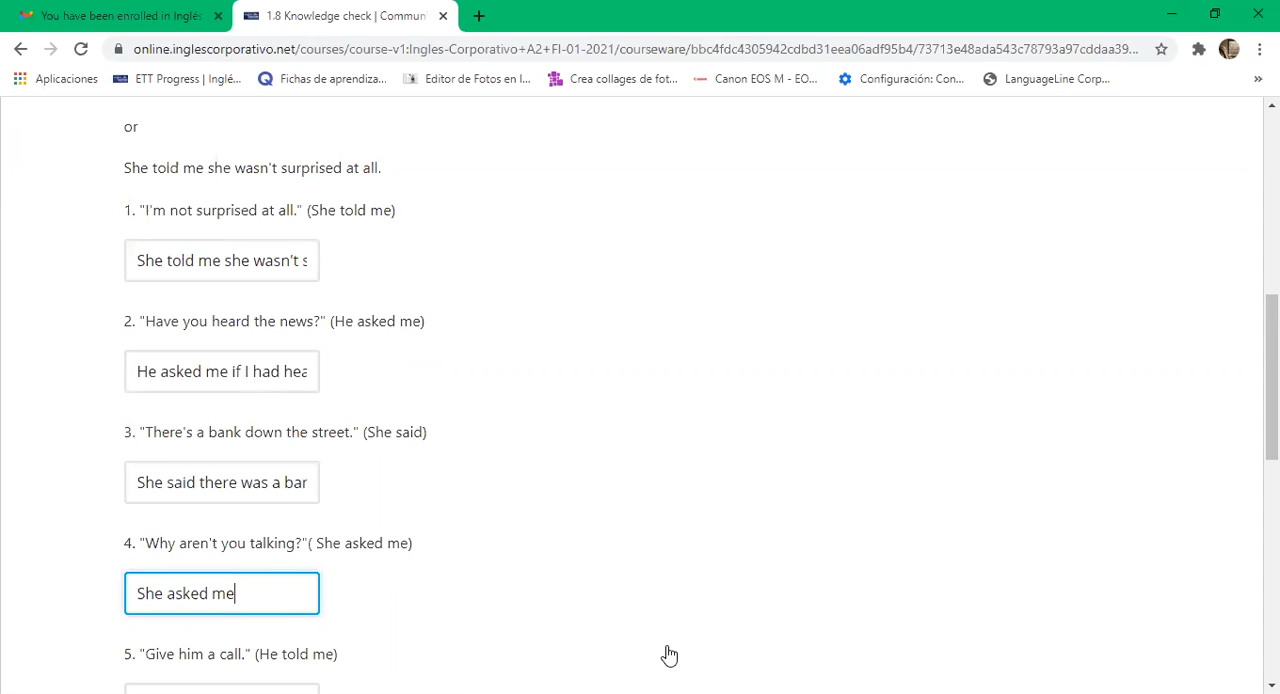 You have been enrolled in Inglés
1.8 Knowledge check | Commun
online.inglescorporativo.net/courses/course-v1:Ingles-Corporativo+A2+FI-01-2021/courseware/bbc4fdc4305942cdbd31eea06adf95b4/73713e48ada543c78793a97cddaa39...
Aplicaciones ETT Progress | Inglé... Fichas de aprendiza... Editor de Fotos en l... Crea collages de fot... Canon EOS M - EO... Configuración: Con... LanguageLine Corp... »
or
She told me she wasn't surprised at all.
1. "I'm not surprised at all." (She told me)
She told me she wasn't s
2. "Have you heard the news?" (He asked me)
He asked me if I had hea
3. "There's a bank down the street." (She said)
She said there was a ban
4. "Why aren't you talking?"( She asked me)
She asked me
5. "Give him a call." (He told me)